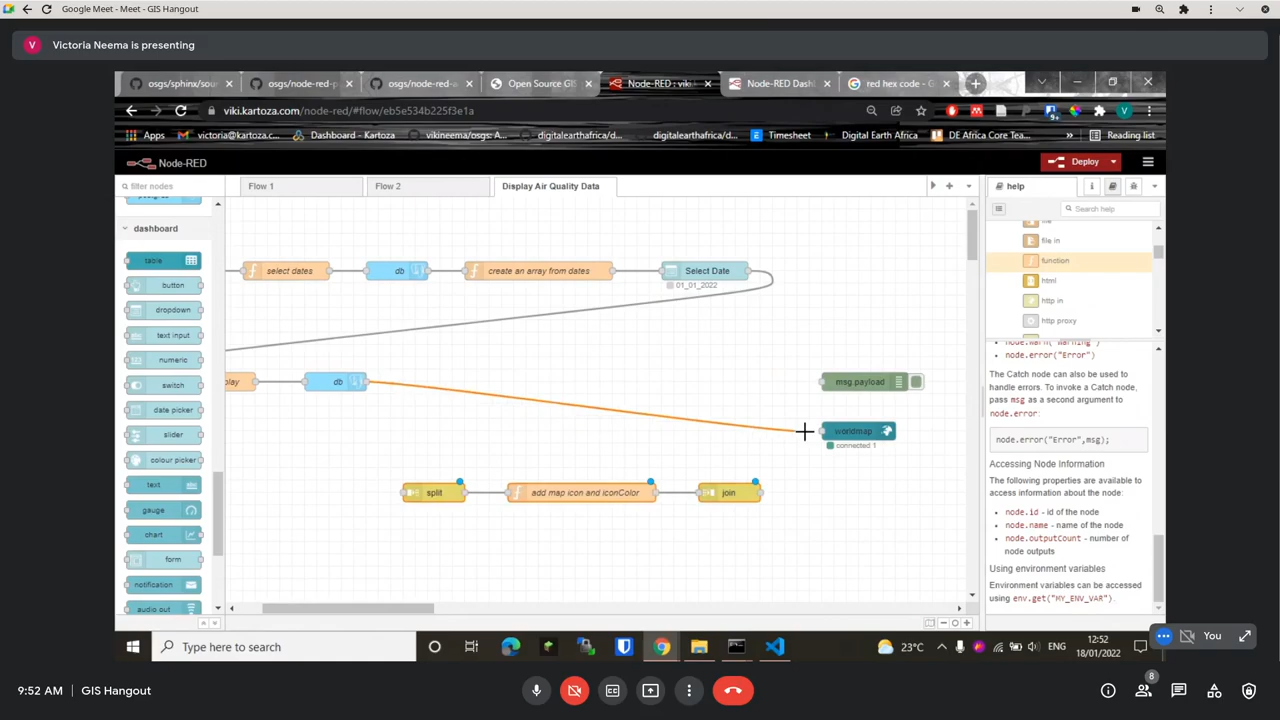 Google Meet - Meet - GIS Hangout
V Victoria Neema is presenting
osgs/sphinx/sour
osgs/node-red-p
osgs/node-red-a
Open Source GIS
Node-RED : viki
Node-RED Dash
red hex code - G
viki.kartoza.com/node-red/#flow/eb5e534b225f3e1a
V
9+
Apps
victoria@kartoza.c...
Dashboard - Kartoza
vikineema/osgs: A...
digitalearthafrica/d...
digitalearthafrica/d...
Timesheet
Digital Earth Africa
DE Africa Core Tea...
»
Reading list
Node-RED
Deploy
filter nodes
Flow 1
Flow 2
Display Air Quality Data
help
Search help
dashboard
table
button
dropdown
text input
numeric
switch
date picker
slider
colour picker
text
gauge
chart
form
notification
audio out
select dates
db
create an array from dates
Select Date
01_01_2022
play
db
msg.payload
worldmap
connected 1
split
add map icon and iconColor
join
file in
function
html
http in
http proxy
node.warn("Warning")
node.error("Error")
The Catch node can also be used to
handle errors. To invoke a Catch node,
pass msg as a second argument to
node.error:
node.error("Error",msg);
Accessing Node Information
The following properties are available to
access information about the node:
node.id - id of the node
node.name - name of the node
node.outputCount - number of
node outputs
Using environment variables
Environment variables can be accessed
using env.get("MY_ENV_VAR").
Type here to search
23°C
ENG
12:52
18/01/2022
You
9:52 AM
GIS Hangout
8